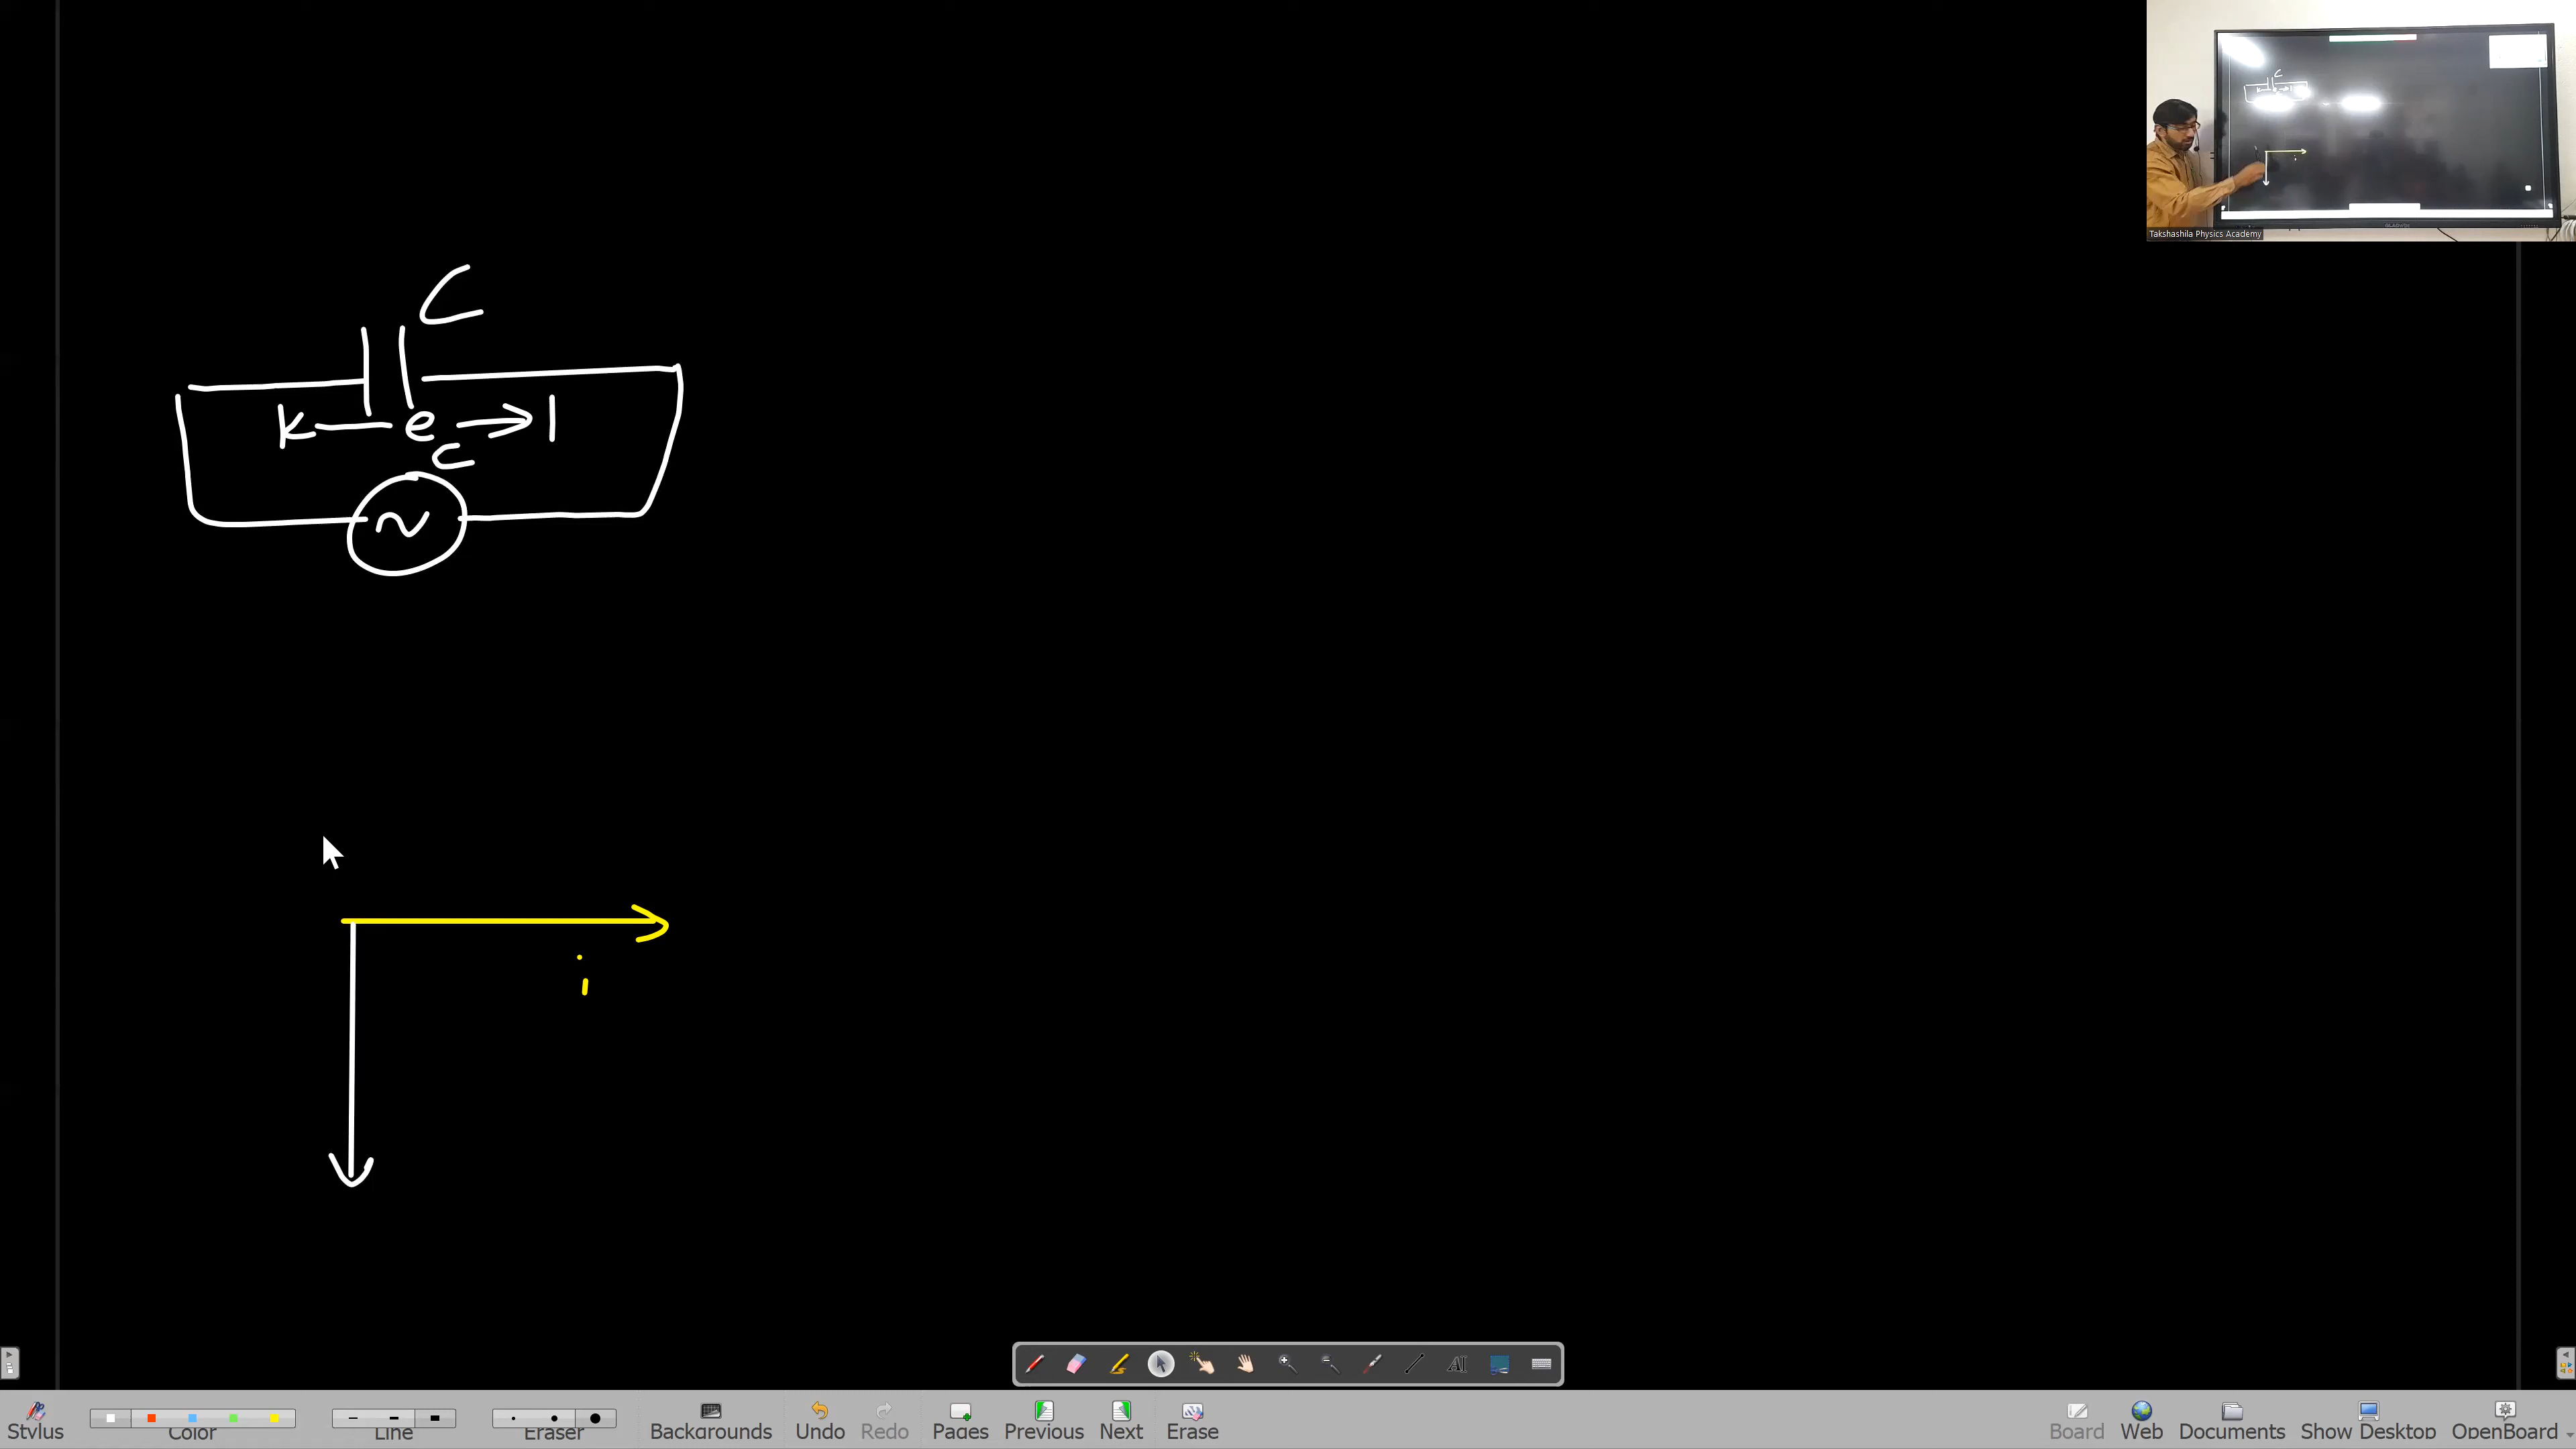 Takshashila Physics Academy
C
k e → l
C
~
i
Stylus Color Line Eraser Backgrounds Undo Redo Pages Previous Next Erase Board Web Documents Show Desktop OpenBoard